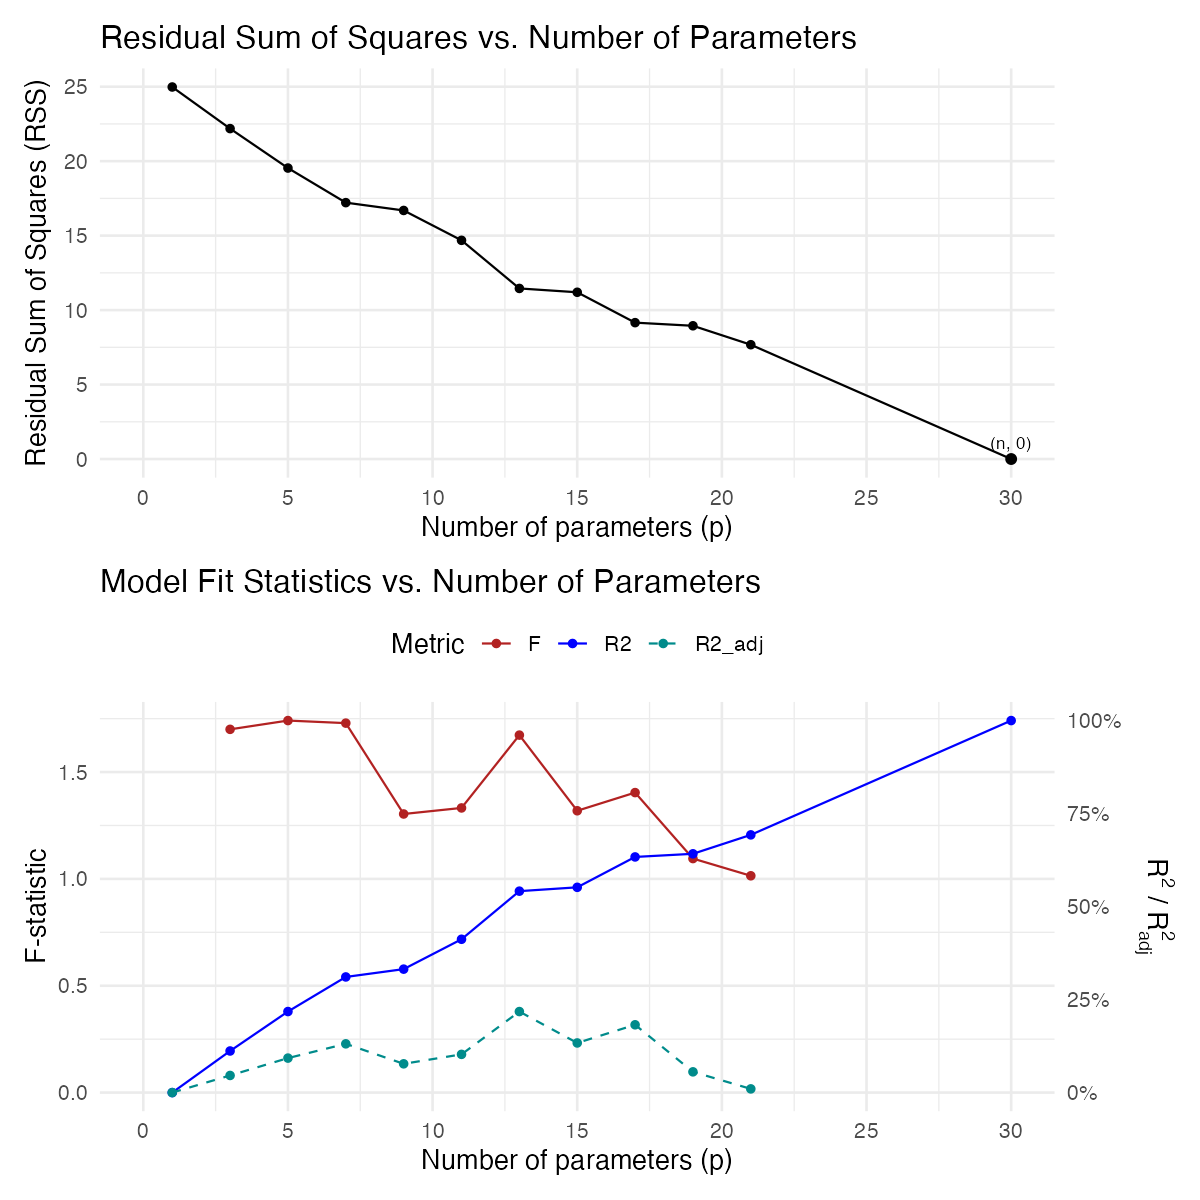 Residual Sum of Squares vs. Number of Parameters
Residual Sum of Squares (RSS)
25
20
15
10
5
0
(n, 0)
0 5 10 15 20 25 30
Number of parameters (p)
Model Fit Statistics vs. Number of Parameters
Metric F R2 R2_adj
F-statistic
1.5
1.0
0.5
0.0
100%
75%
50%
25%
0%
R² / R²adj
0 5 10 15 20 25 30
Number of parameters (p)